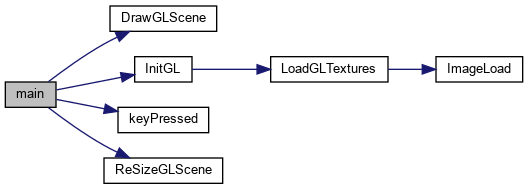 DrawGLScene
InitGL
LoadGLTextures
ImageLoad
main
keyPressed
ReSizeGLScene